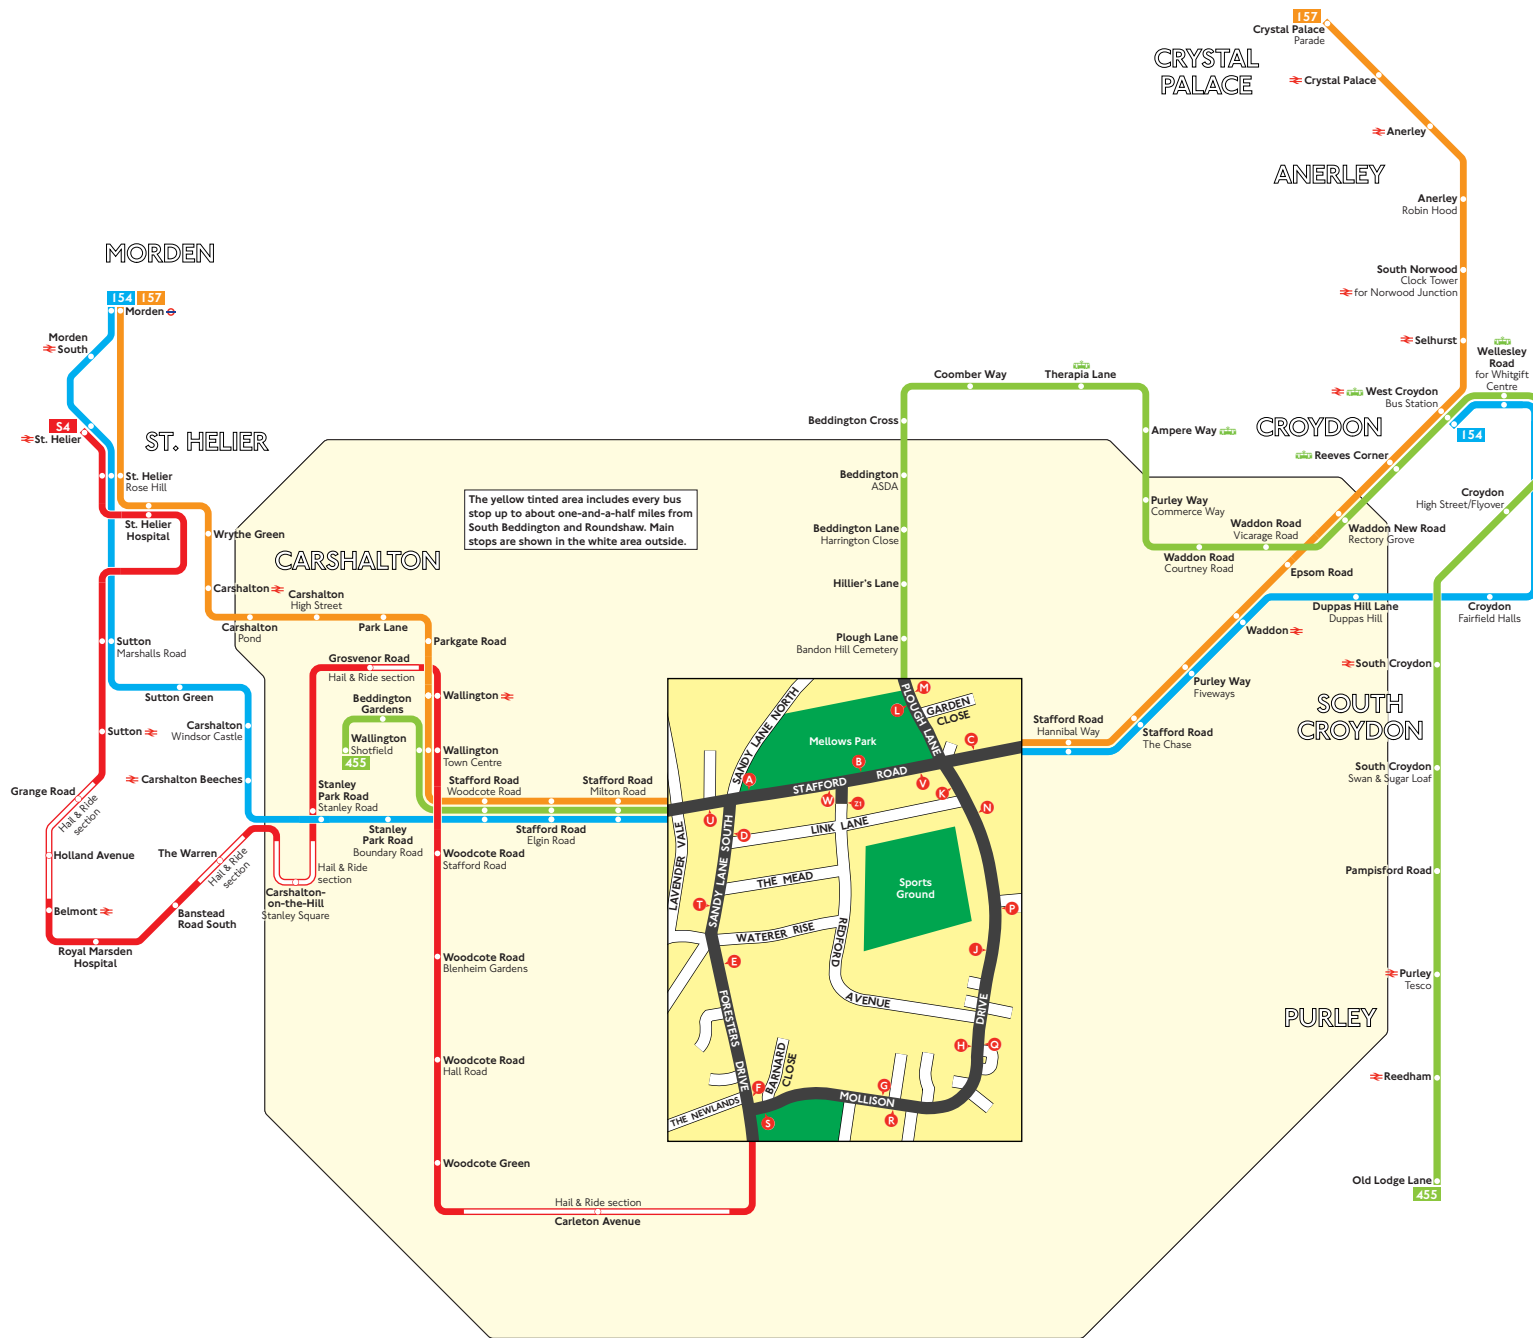 157
Crystal Palace
Parade
CRYSTAL
PALACE
Crystal Palace
Anerley
ANERLEY
Anerley
Robin Hood
South Norwood
Clock Tower
for Norwood Junction
Selhurst
Wellesley
Road
for Whitgift
Centre
West Croydon
Bus Station
CROYDON
154
Reeves Corner
Croydon
High Street/Flyover
MORDEN
154
157
Morden
Morden
South
S4
St. Helier
ST. HELIER
St. Helier
Rose Hill
St. Helier
Hospital
Wrythe Green
CARSHALTON
Carshalton
Carshalton
High Street
Carshalton
Pond
Park Lane
Parkgate Road
Sutton
Marshalls Road
Grosvenor Road
Hail & Ride section
Wallington
Sutton Green
Beddington
Gardens
Carshalton
Windsor Castle
Wallington
Shotfield
455
Wallington
Town Centre
Sutton
Carshalton Beeches
Grange Road
Hail & Ride
section
Stanley
Park Road
Stanley Road
Stafford Road
Woodcote Road
Stafford Road
Milton Road
Stanley
Park Road
Boundary Road
Stafford Road
Elgin Road
Holland Avenue
The Warren
Hail & Ride
section
Hail & Ride
section
Woodcote Road
Stafford Road
Carshalton-
on-the-Hill
Stanley Square
Belmont
Banstead
Road South
Royal Marsden
Hospital
Woodcote Road
Blenheim Gardens
Woodcote Road
Hall Road
Woodcote Green
Hail & Ride section
Carleton Avenue
The yellow tinted area includes every bus
stop up to about one-and-a-half miles from
South Beddington and Roundshaw. Main
stops are shown in the white area outside.
Coomber Way
Therapia Lane
Beddington Cross
Ampere Way
Beddington
ASDA
Purley Way
Commerce Way
Beddington Lane
Harrington Close
Waddon Road
Vicarage Road
Waddon New Road
Rectory Grove
Waddon Road
Courtney Road
Epsom Road
Hillier's Lane
Duppas Hill Lane
Duppas Hill
Croydon
Fairfield Halls
Plough Lane
Bandon Hill Cemetery
Waddon
South Croydon
Purley Way
Fiveways
Stafford Road
Hannibal Way
Stafford Road
The Chase
SOUTH
CROYDON
South Croydon
Swan & Sugar Loaf
Pampisford Road
Purley
Tesco
PURLEY
Reedham
Old Lodge Lane
455
SANDY LANE NORTH
PLOUGH LANE
M
L
GARDEN
CLOSE
Mellows Park
C
B
A
STAFFORD
ROAD
V
K
W
Z1
N
U
D
LINK LANE
LAVENDER VALE
SANDY LANE SOUTH
THE MEAD
Sports
Ground
T
P
WATERER RISE
REDFORD
J
E
AVENUE
FORESTERS
DRIVE
DRIVE
H
Q
BARNARD
CLOSE
F
G
MOLLISON
THE NEWLANDS
S
R